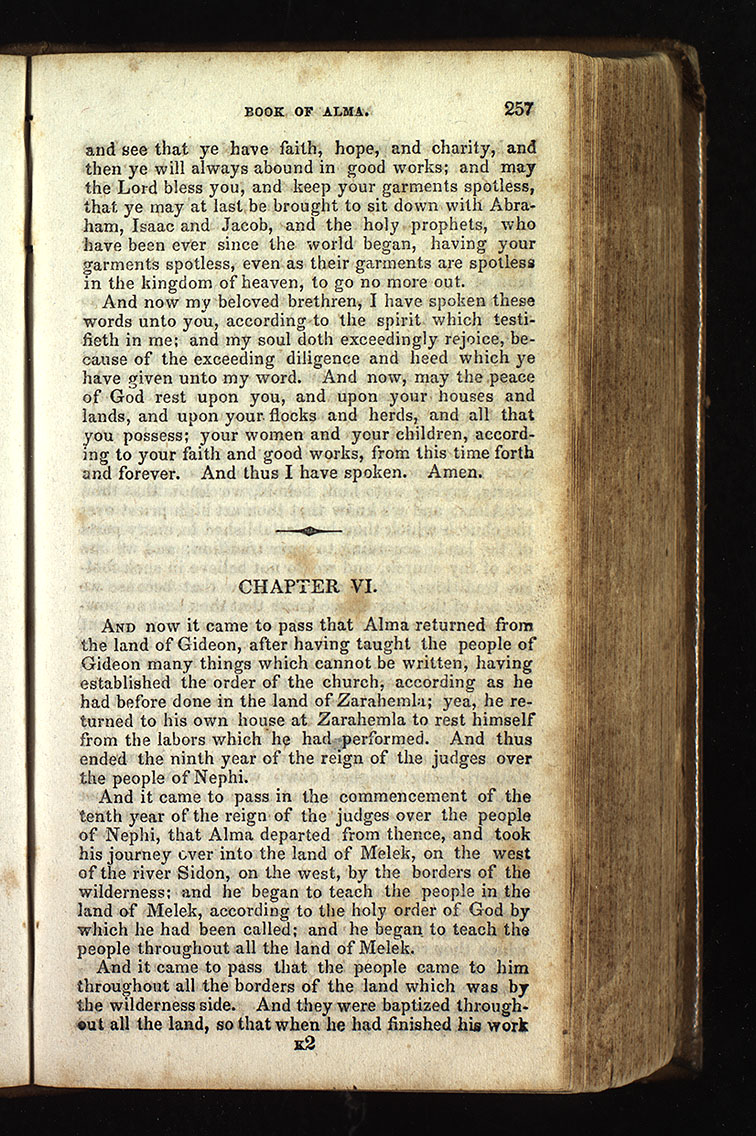 BOOK OF ALMA. 257
and see that ye have faith, hope, and charity, and
then ye will always abound in good works; and may
the Lord bless you, and keep your garments spotless,
that ye may at last be brought to sit down with Abra-
ham, Isaac and Jacob, and the holy prophets, who
have been ever since the world began, having your
garments spotless, even as their garments are spotless
in the kingdom of heaven, to go no more out.
And now my beloved brethren, I have spoken these
words unto you, according to the spirit which testi-
fieth in me; and my soul doth exceedingly rejoice, be-
cause of the exceeding diligence and heed which ye
have given unto my word. And now, may the peace
of God rest upon you, and upon your houses and
lands, and upon your flocks and herds, and all that
you possess; your women and your children, accord-
ing to your faith and good works, from this time forth
and forever. And thus I have spoken. Amen.
CHAPTER VI.
AND now it came to pass that Alma returned from
the land of Gideon, after having taught the people of
Gideon many things which cannot be written, having
established the order of the church, according as he
had before done in the land of Zarahemla; yea, he re-
turned to his own house at Zarahemla to rest himself
from the labors which he had performed. And thus
ended the ninth year of the reign of the judges over
the people of Nephi.
And it came to pass in the commencement of the
tenth year of the reign of the judges over the people
of Nephi, that Alma departed from thence, and took
his journey over into the land of Melek, on the west
of the river Sidon, on the west, by the borders of the
wilderness; and he began to teach the people in the
land of Melek, according to the holy order of God by
which he had been called; and he began to teach the
people throughout all the land of Melek.
And it came to pass that the people came to him
throughout all the borders of the land which was by
the wilderness side. And they were baptized through-
out all the land, so that when he had finished his work
K2